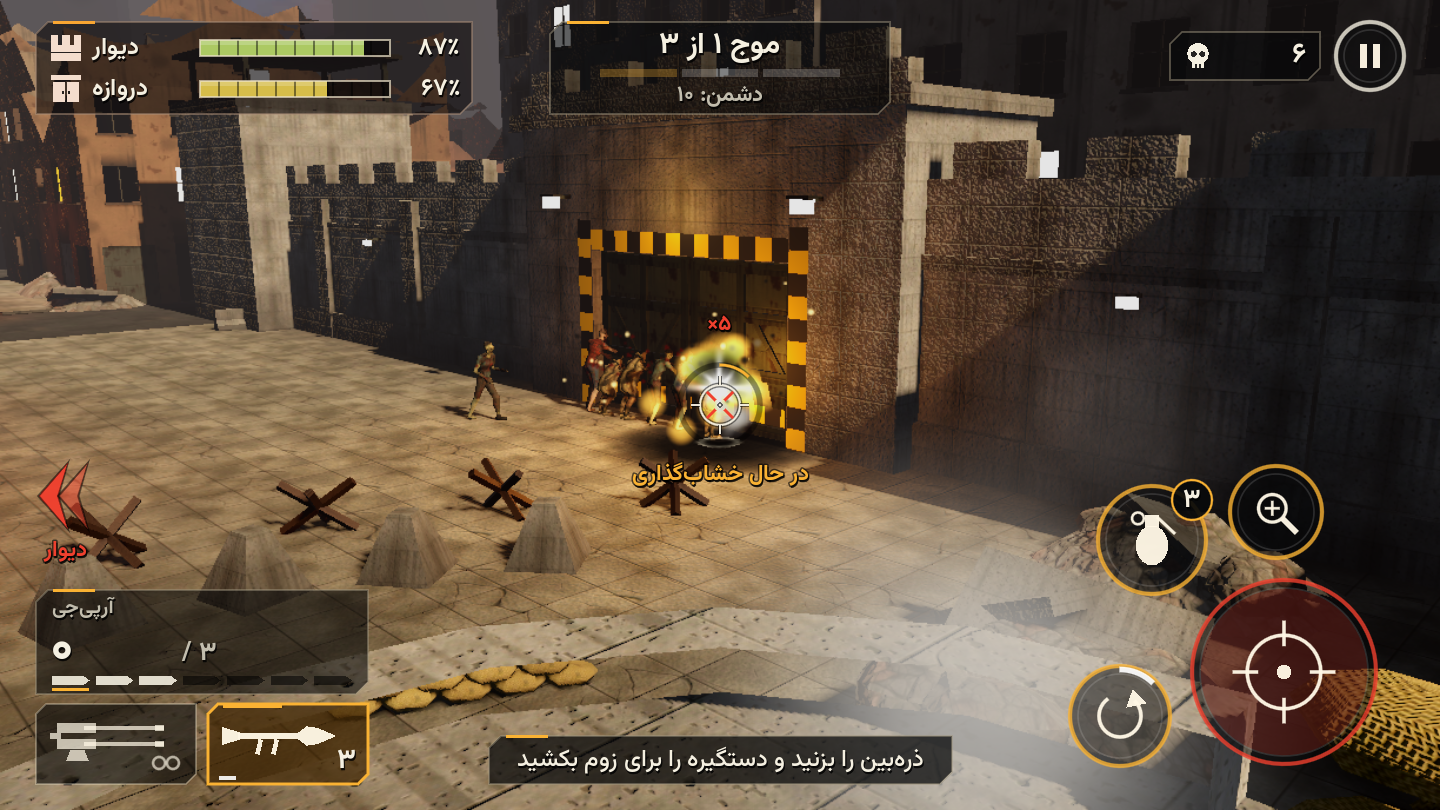 دیوار ۸۷٪
دروازه ۶۷٪
موج ۱ از ۳
دشمن: ۱۰
۶
×۵
در حال خشاب‌گذاری
دیوار
۳
آرپی‌جی
۰ / ۳
∞
۳
ذره‌بین را بزنید و دستگیره را برای زوم بکشید